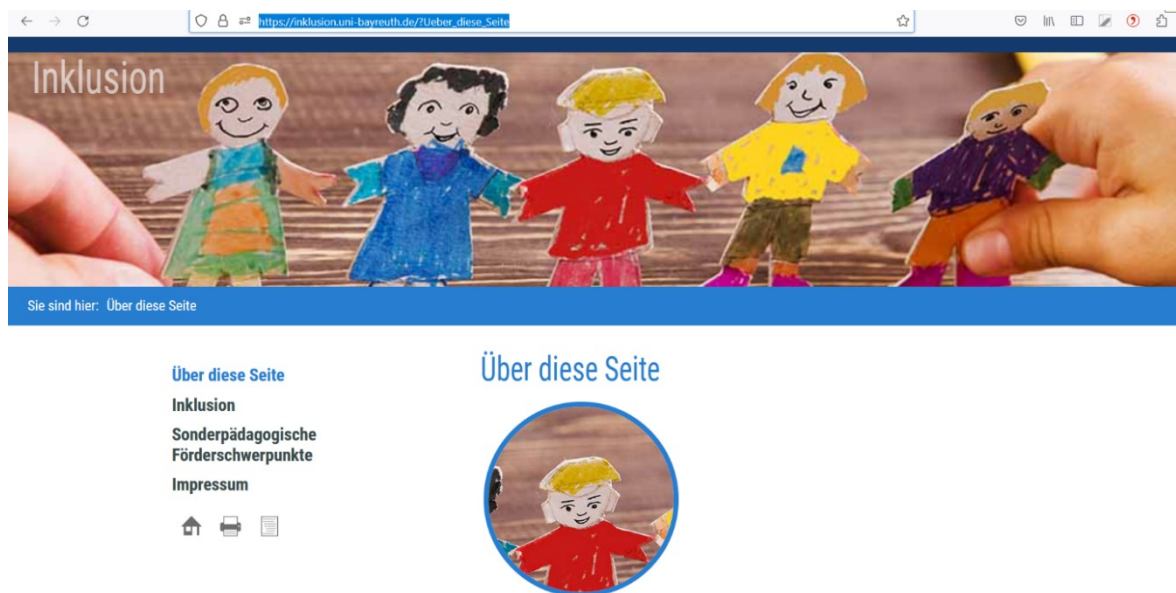 https://inklusion.uni-bayreuth.de/?Ueber_diese_Seite
Inklusion
Sie sind hier: Über diese Seite
Über diese Seite
Inklusion
Sonderpädagogische
Förderschwerpunkte
Impressum
Über diese Seite